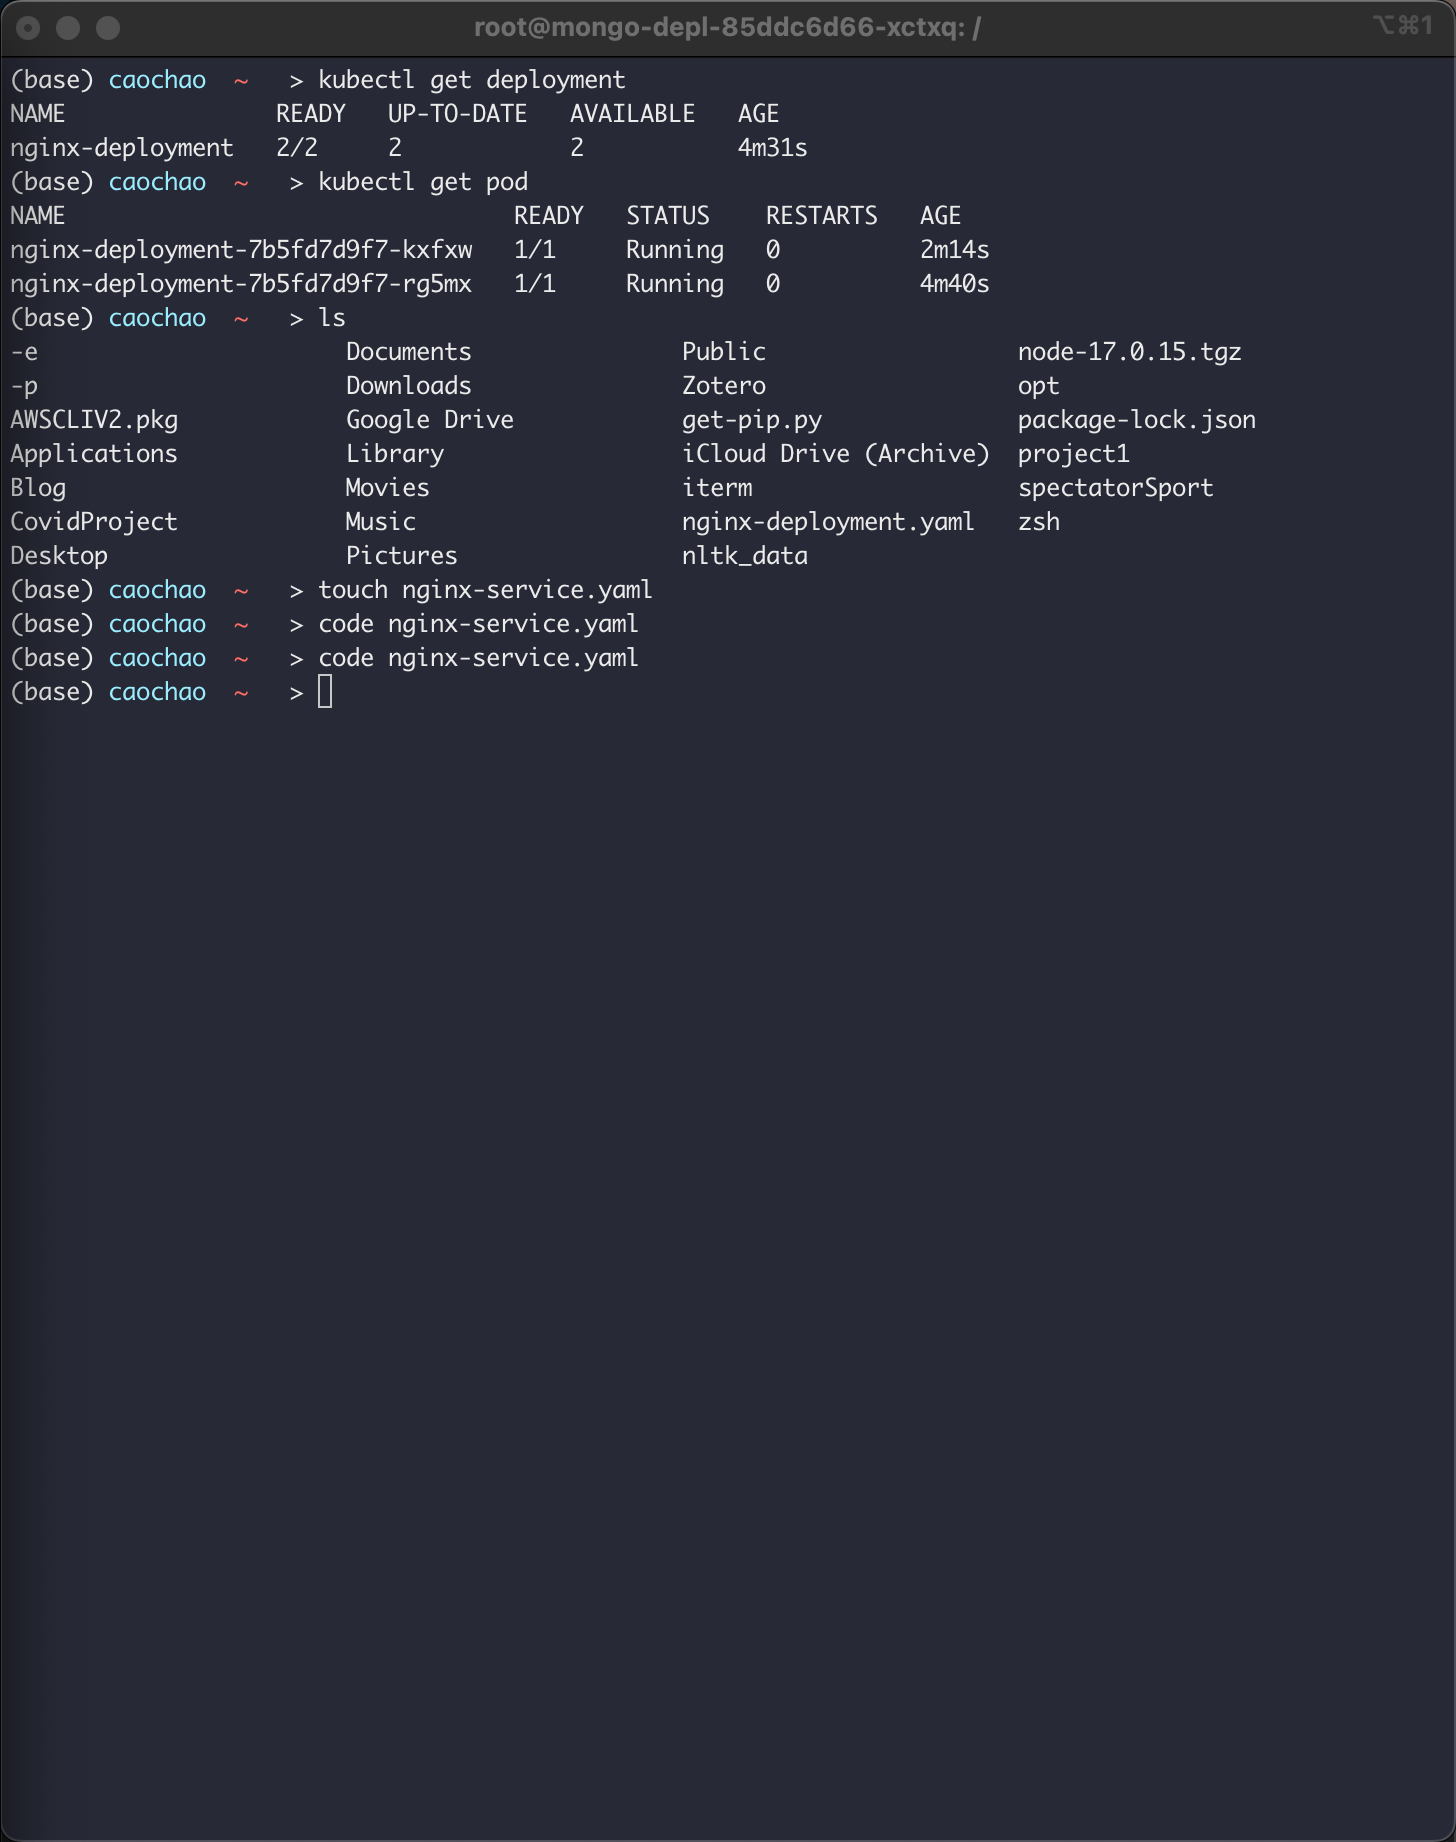 root@mongo-depl-85ddc6d66-xctxq: /
⌥⌘1
(base) caochao ~ > kubectl get deployment
NAME READY UP-TO-DATE AVAILABLE AGE
nginx-deployment 2/2 2 2 4m31s
(base) caochao ~ > kubectl get pod
NAME READY STATUS RESTARTS AGE
nginx-deployment-7b5fd7d9f7-kxfxw 1/1 Running 0 2m14s
nginx-deployment-7b5fd7d9f7-rg5mx 1/1 Running 0 4m40s
(base) caochao ~ > ls
-e Documents Public node-17.0.15.tgz
-p Downloads Zotero opt
AWSCLIV2.pkg Google Drive get-pip.py package-lock.json
Applications Library iCloud Drive (Archive) project1
Blog Movies iterm spectatorSport
CovidProject Music nginx-deployment.yaml zsh
Desktop Pictures nltk_data
(base) caochao ~ > touch nginx-service.yaml
(base) caochao ~ > code nginx-service.yaml
(base) caochao ~ > code nginx-service.yaml
(base) caochao ~ >